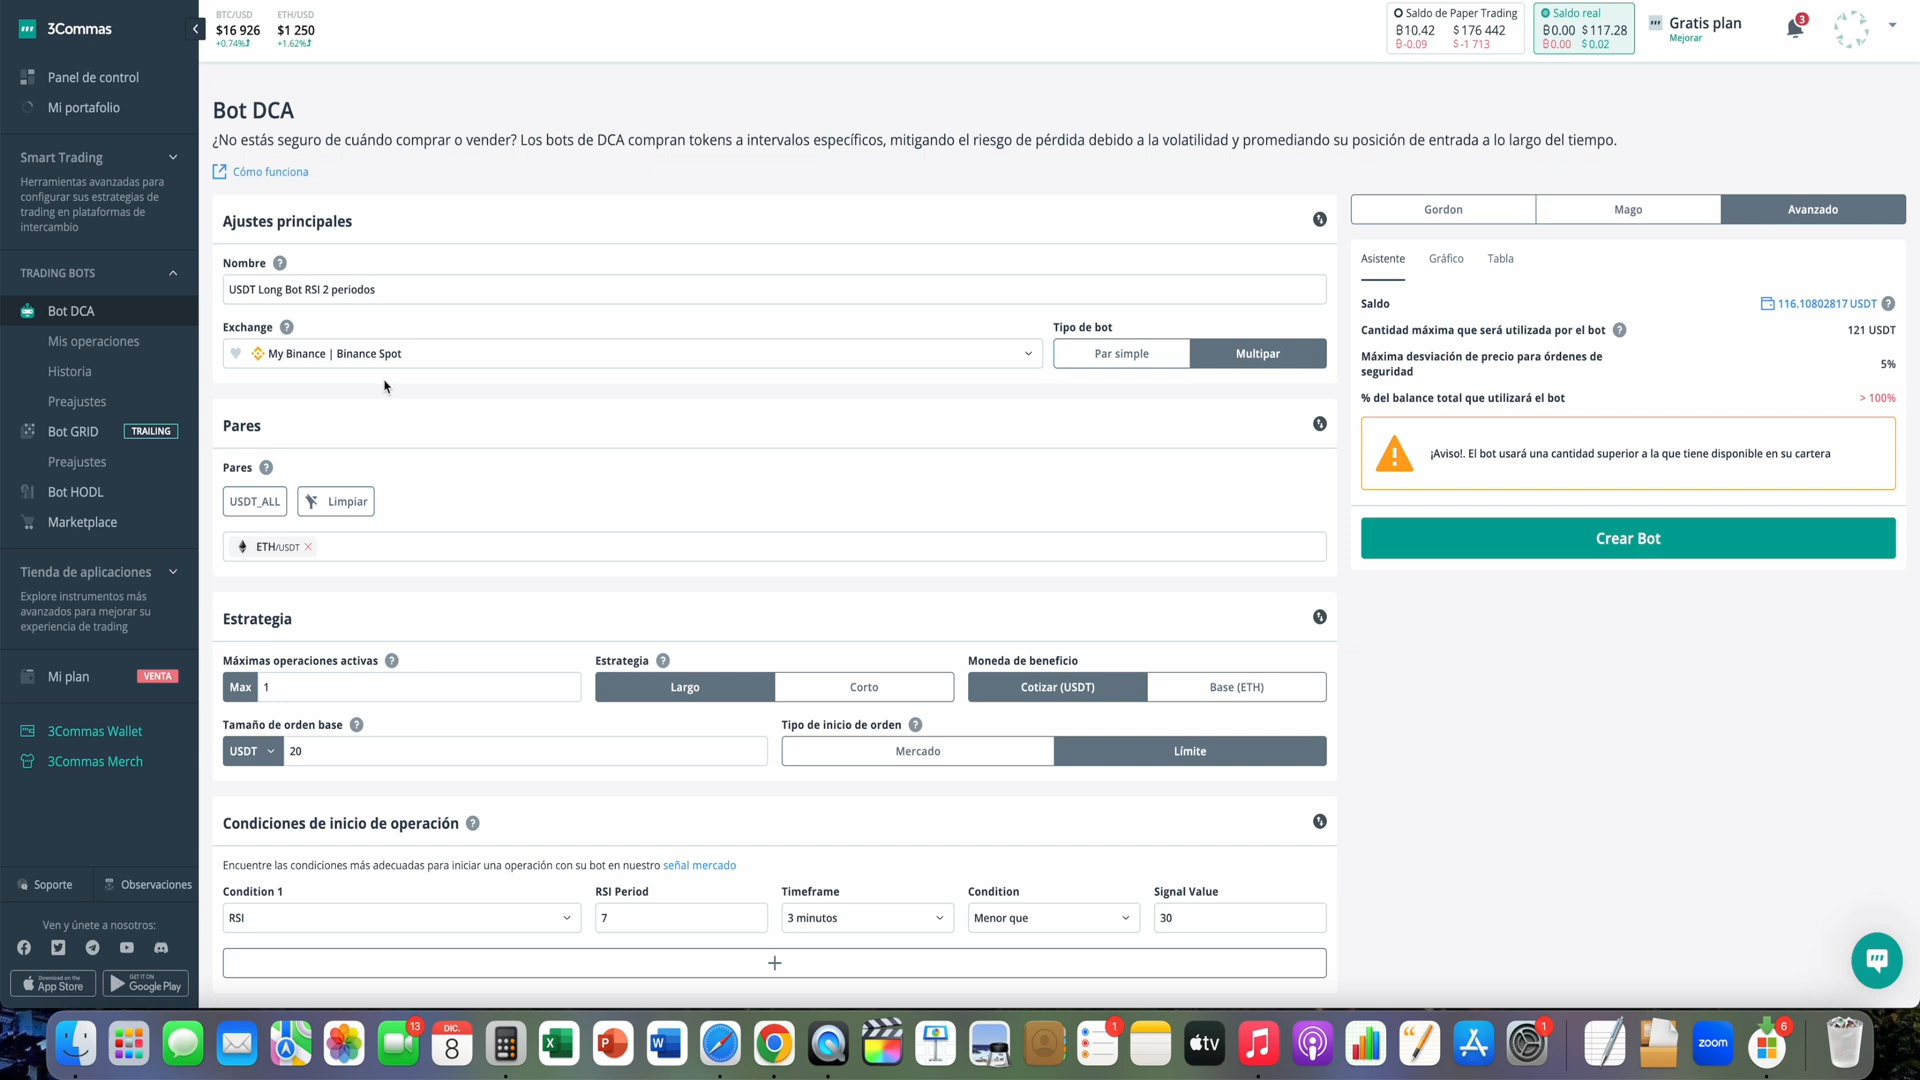 3Commas
BTC/USD
$16 926
+0.74%
ETH/USD
$1 250
+1.62%
Saldo de Paper Trading
₿10.42 $176 442
₿-0.09 $-1 713
Saldo real
₿0.00 $117.28
₿0.00 $0.02
Gratis plan
Mejorar
3
Panel de control
Mi portafolio
Smart Trading
Herramientas avanzadas para
configurar sus estrategias de
trading en plataformas de
intercambio
TRADING BOTS
Bot DCA
Mis operaciones
Historia
Preajustes
Bot GRID TRAILING
Preajustes
Bot HODL
Marketplace
Tienda de aplicaciones
Explore instrumentos más
avanzados para mejorar su
experiencia de trading
Mi plan VENTA
3Commas Wallet
3Commas Merch
Soporte Observaciones
Ven y únete a nosotros:
Download on the
App Store
GET IT ON
Google Play
Bot DCA
¿No estás seguro de cuándo comprar o vender? Los bots de DCA compran tokens a intervalos específicos, mitigando el riesgo de pérdida debido a la volatilidad y promediando su posición de entrada a lo largo del tiempo.
Cómo funciona
Ajustes principales
Nombre ?
USDT Long Bot RSI 2 periodos
Exchange ? Tipo de bot
My Binance | Binance Spot Par simple Multipar
Pares
Pares ?
USDT_ALL Limpiar
ETH/USDT
Estrategia
Máximas operaciones activas ? Estrategia ? Moneda de beneficio
Max 1 Largo Corto Cotizar (USDT) Base (ETH)
Tamaño de orden base ? Tipo de inicio de orden ?
USDT 20 Mercado Límite
Condiciones de inicio de operación ?
Encuentre las condiciones más adecuadas para iniciar una operación con su bot en nuestro señal mercado
Condition 1 RSI Period Timeframe Condition Signal Value
RSI 7 3 minutos Menor que 30
+
Gordon Mago Avanzado
Asistente Gráfico Tabla
Saldo 116.10802817 USDT ?
Cantidad máxima que será utilizada por el bot ? 121 USDT
Máxima desviación de precio para órdenes de
seguridad 5%
% del balance total que utilizará el bot > 100%
¡Aviso!. El bot usará una cantidad superior a la que tiene disponible en su cartera
Crear Bot
13
DIC.
8
X
P
W
1
tv
1
zoom
6